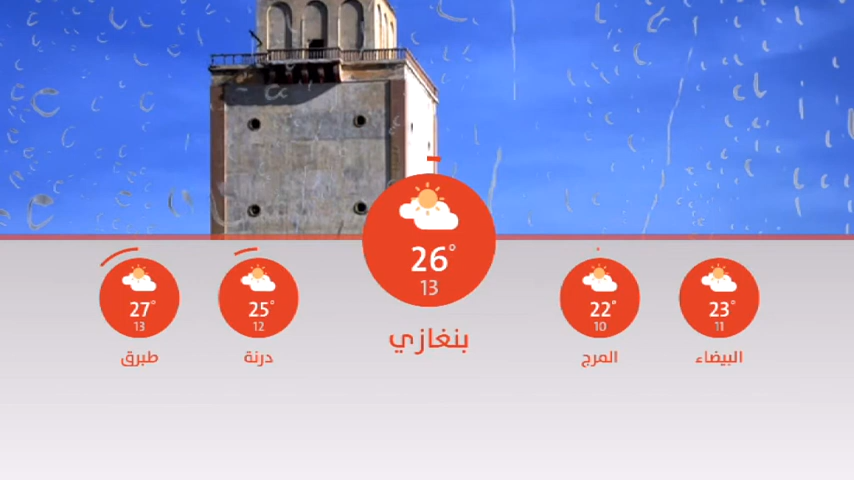 26°
13
بنغازي
23°
11
البيضاء
22°
10
المرج
25°
12
درنة
27°
13
طبرق